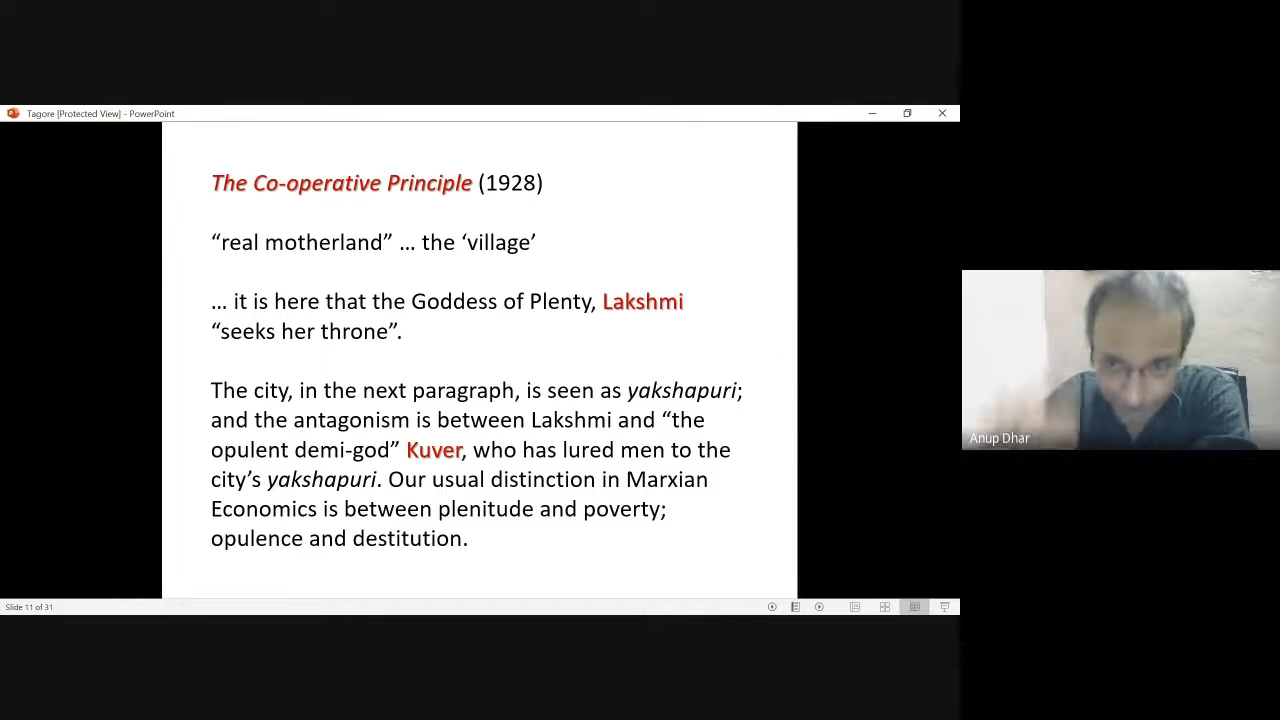 Tagore [Protected View] - PowerPoint
The Co-operative Principle (1928)
“real motherland” … the ‘village’
… it is here that the Goddess of Plenty, Lakshmi
“seeks her throne”.
The city, in the next paragraph, is seen as yakshapuri;
and the antagonism is between Lakshmi and “the
opulent demi-god” Kuver, who has lured men to the
city’s yakshapuri. Our usual distinction in Marxian
Economics is between plenitude and poverty;
opulence and destitution.
Anup Dhar
Slide 11 of 31